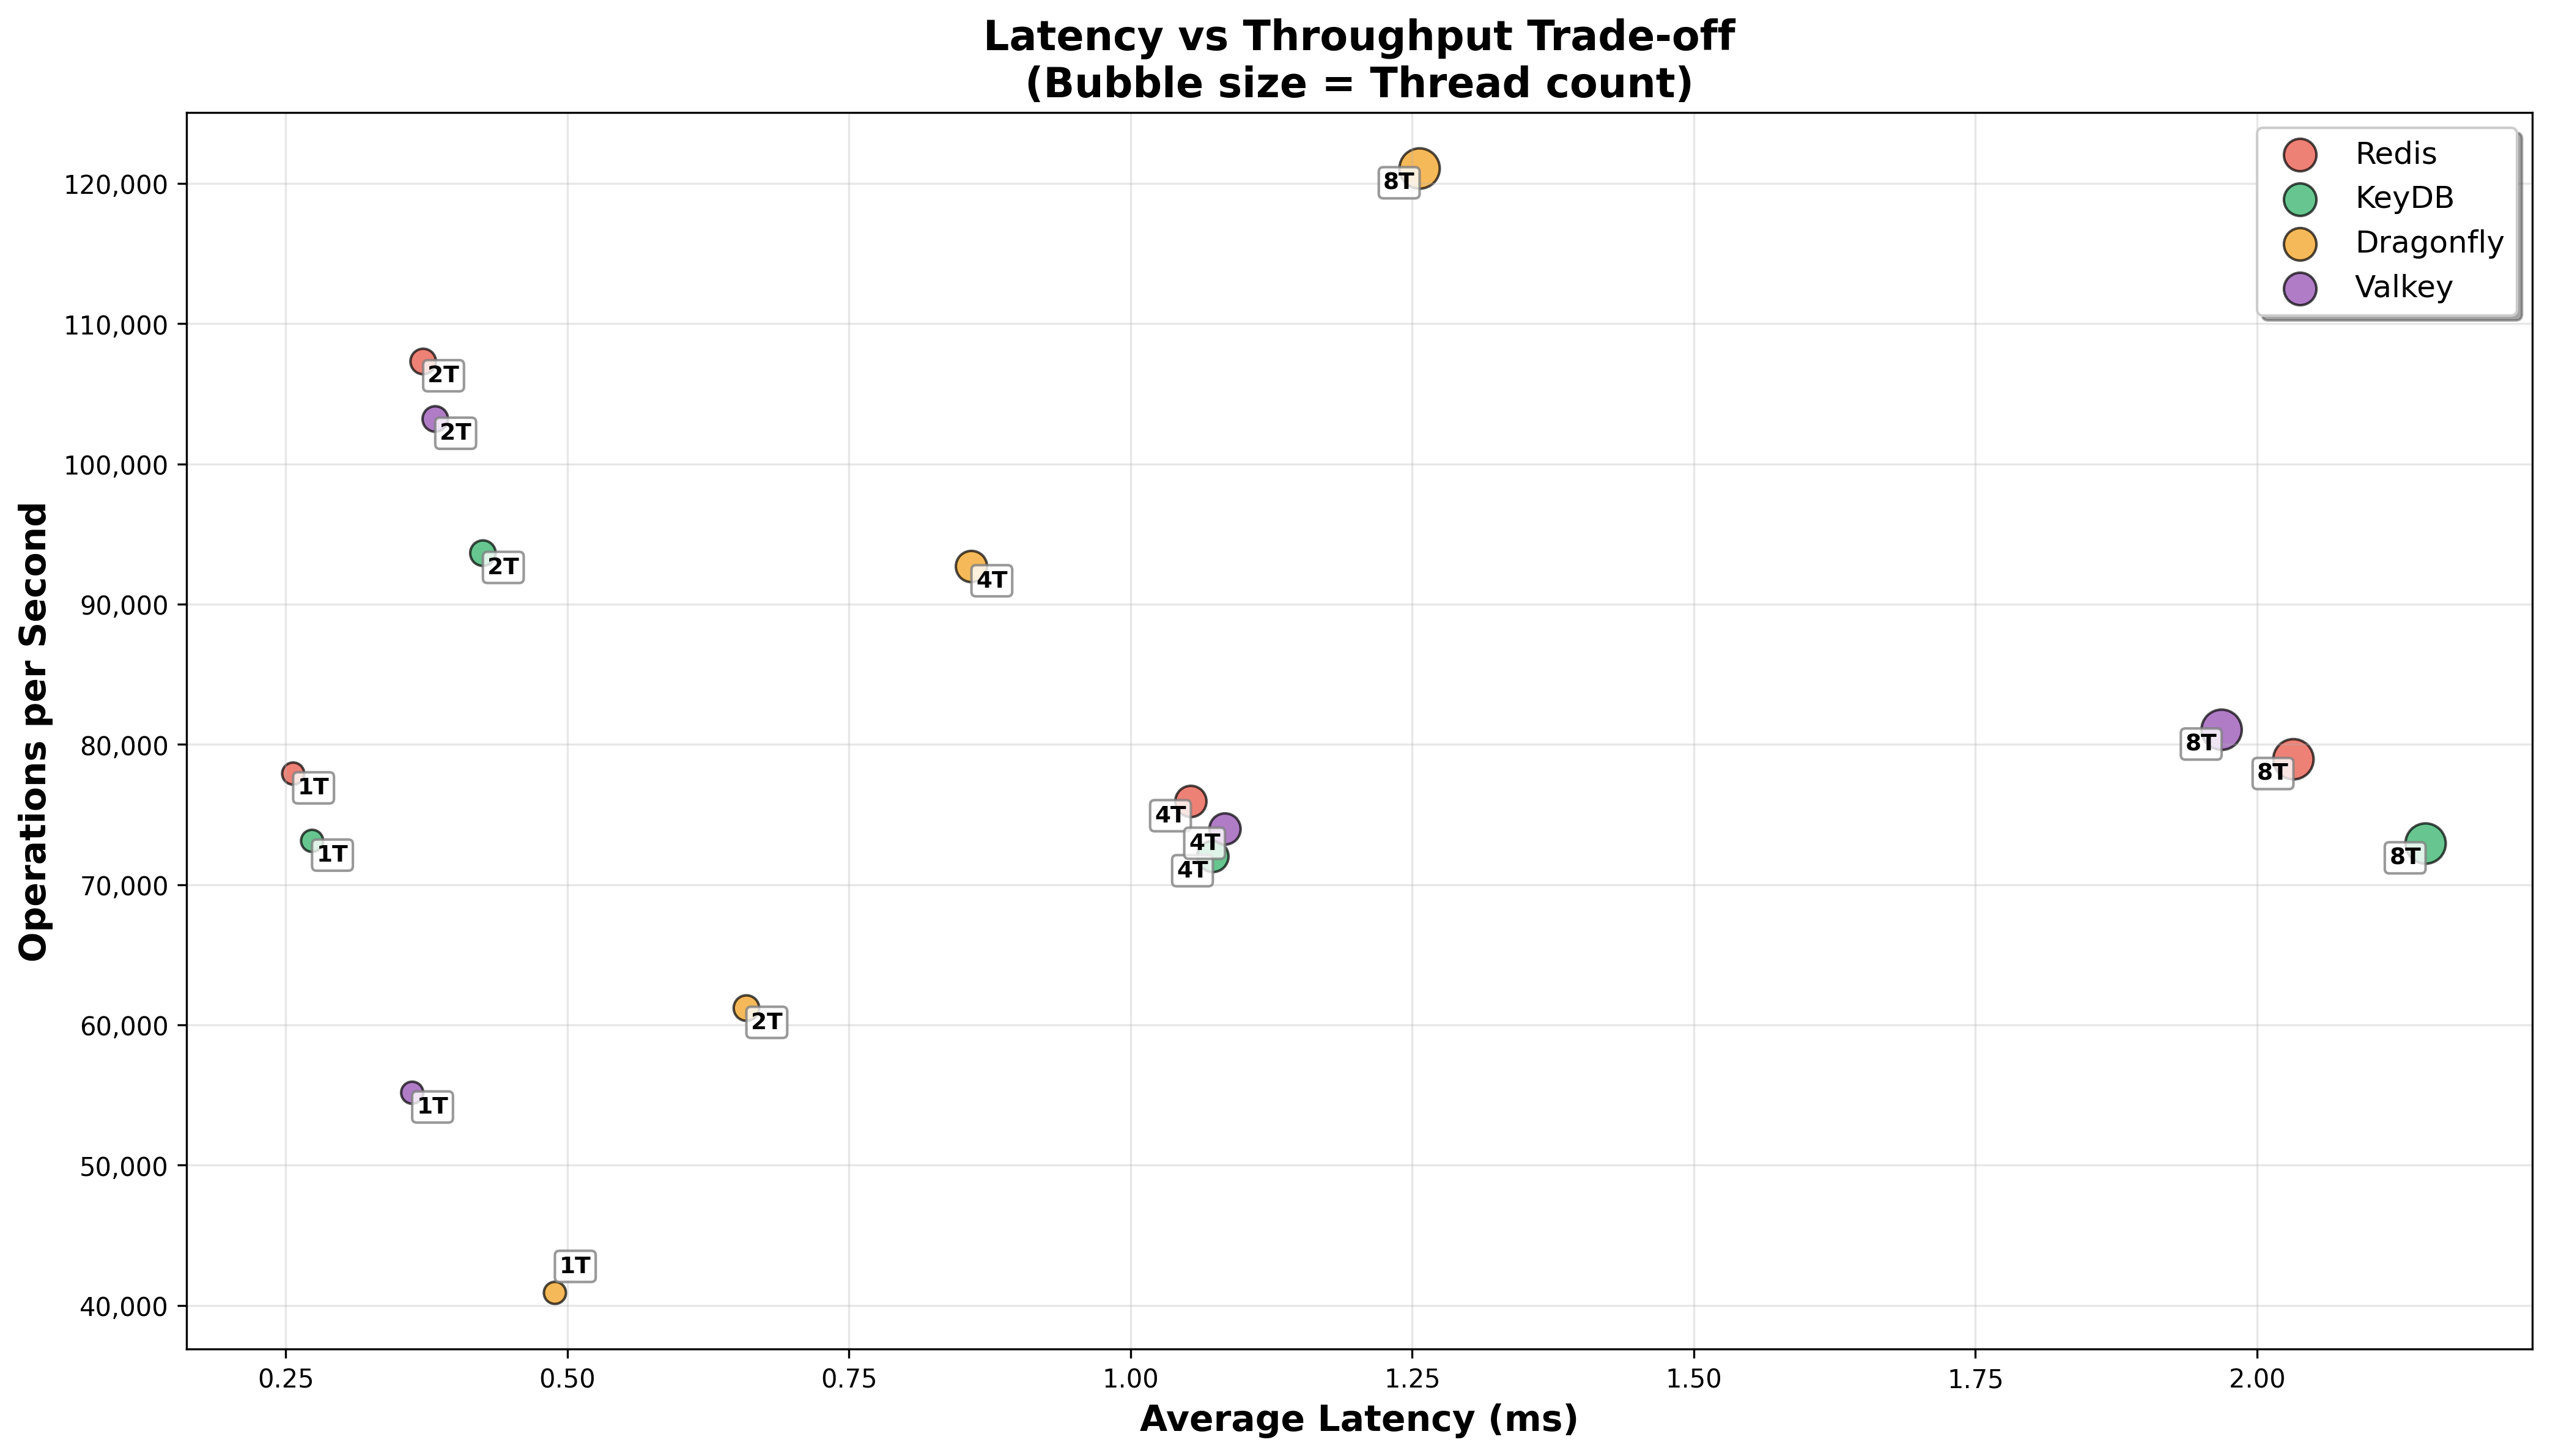 Latency vs Throughput Trade-off
(Bubble size = Thread count)
Redis
KeyDB
Dragonfly
Valkey
Operations per Second
120,000
110,000
100,000
90,000
80,000
70,000
60,000
50,000
40,000
8T
2T
2T
2T
4T
8T
8T
1T
4T
4T
8T
1T
4T
2T
1T
1T
0.25
0.50
0.75
1.00
1.25
1.50
1.75
2.00
Average Latency (ms)